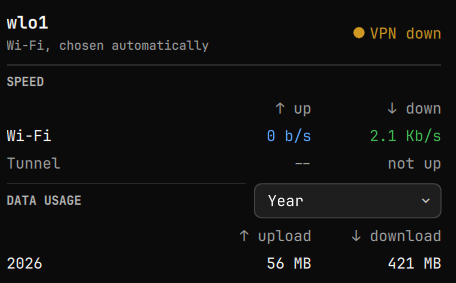 wlo1
Wi-Fi, chosen automatically
VPN down
SPEED
↑ up ↓ down
Wi-Fi 0 b/s 2.1 Kb/s
Tunnel -- not up
DATA USAGE Year
↑ upload ↓ download
2026 56 MB 421 MB